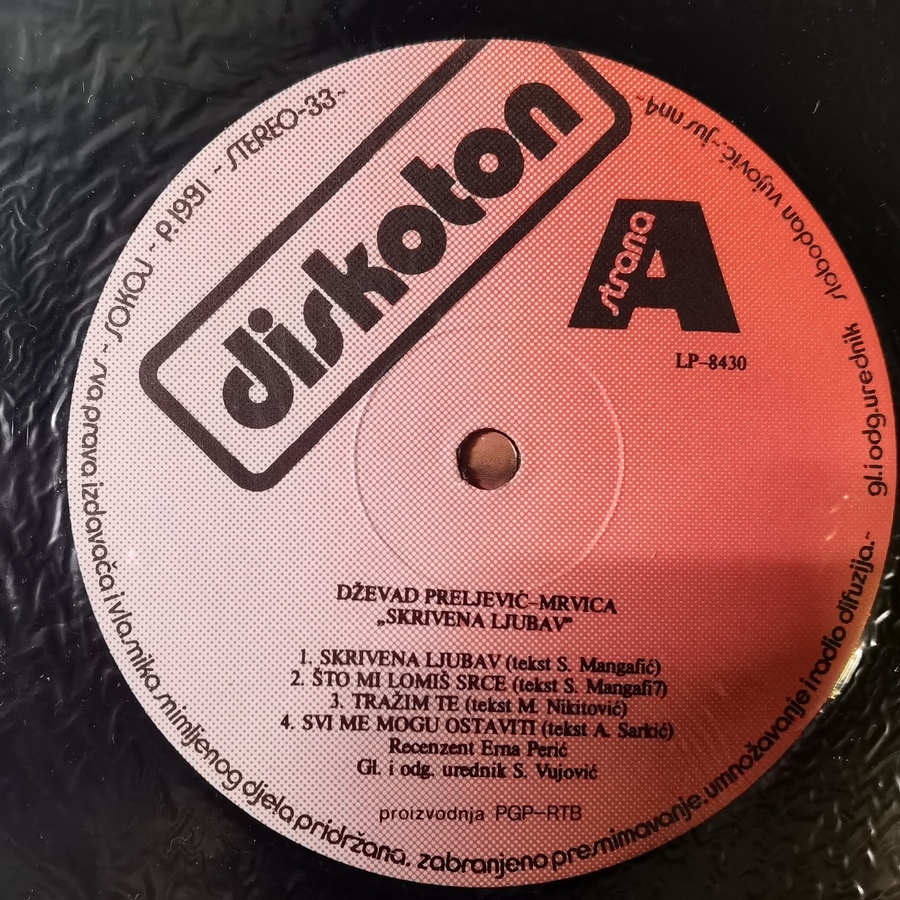 diskoton
strana
A
LP-8430
DŽEVAD PRELJEVIĆ-MRVICA
„SKRIVENA LJUBAV"
1. SKRIVENA LJUBAV (tekst S. Mangafić)
2. ŠTO MI LOMIŠ SRCE (tekst S. Mangafi7)
3. TRAŽIM TE (tekst M. Nikitović)
4. SVI ME MOGU OSTAVITI (tekst A. Sarkić)
Recenzent Erna Perić
Gl. i odg. urednik S. Vujović
proizvodnja PGP-RTB
gl. i odg. urednik slobodan vujović.-
sva prava izdavača i vla. snimljenog djela pridržana. zabranjeno presnimavanje. umnožavanje i radio difuzija.-
SOKOJ - P.1981 - STEREO-33-